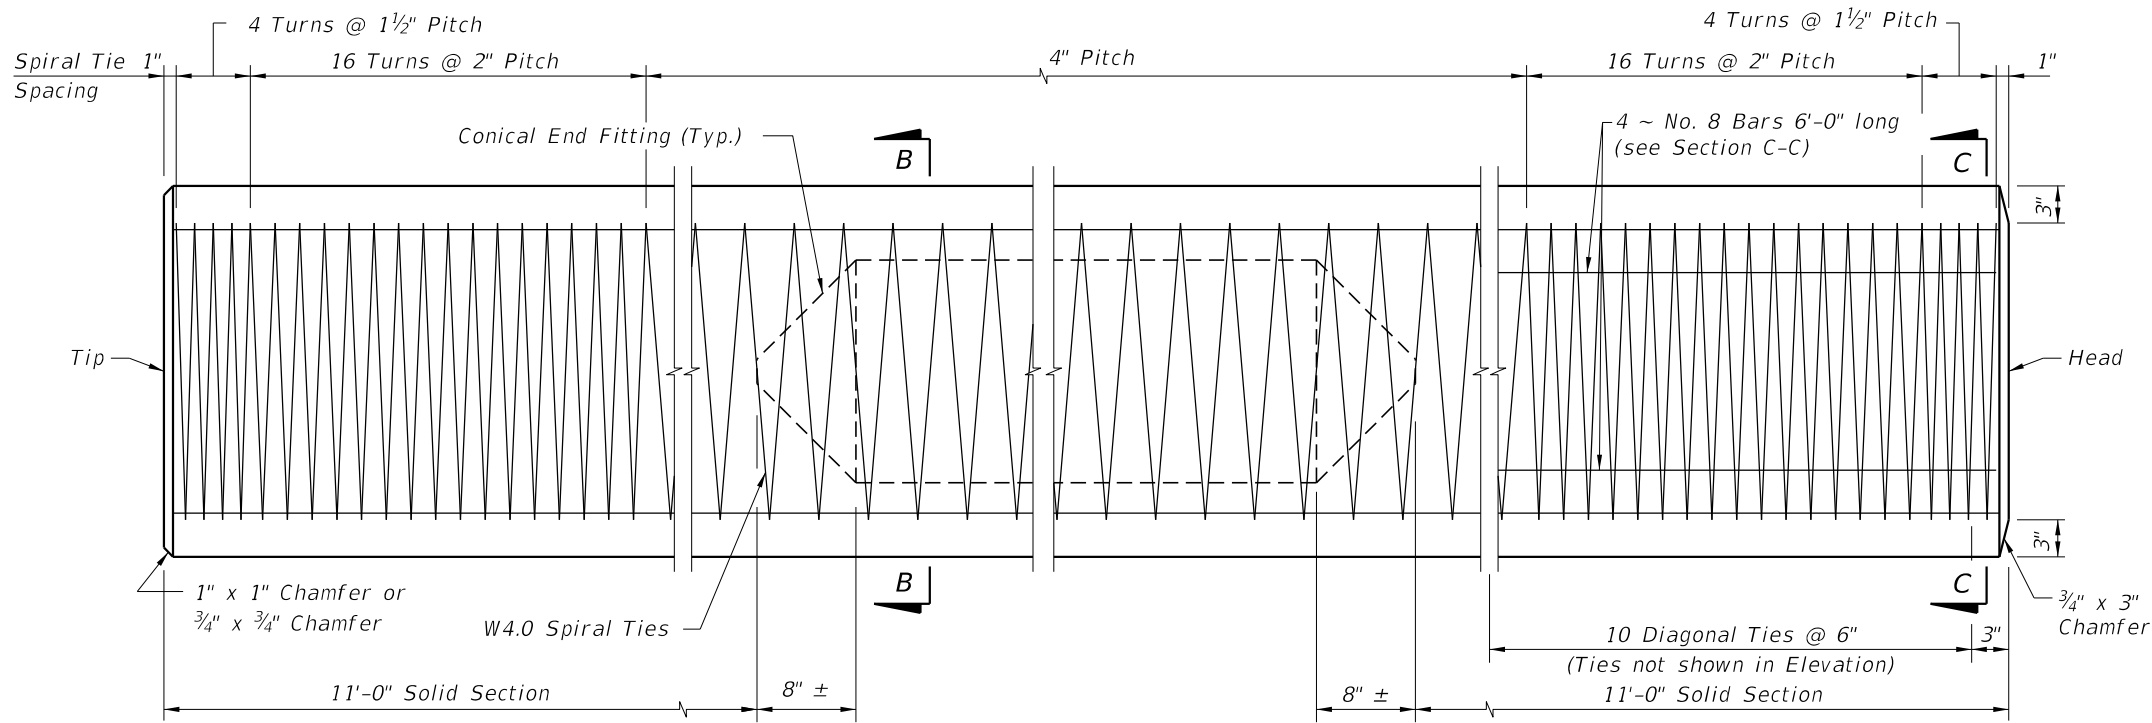 4 Turns @ 1½" Pitch
4 Turns @ 1½" Pitch
Spiral Tie 1"
Spacing
16 Turns @ 2" Pitch
4" Pitch
16 Turns @ 2" Pitch
1"
Conical End Fitting (Typ.)
B
4 ~ No. 8 Bars 6'-0" long
(see Section C-C)
C
3"
Tip
Head
3"
B
C
1" x 1" Chamfer or
¾" x ¾" Chamfer
W4.0 Spiral Ties
¾" x 3"
Chamfer
10 Diagonal Ties @ 6"
3"
(Ties not shown in Elevation)
11'-0" Solid Section
8" ±
8" ±
11'-0" Solid Section